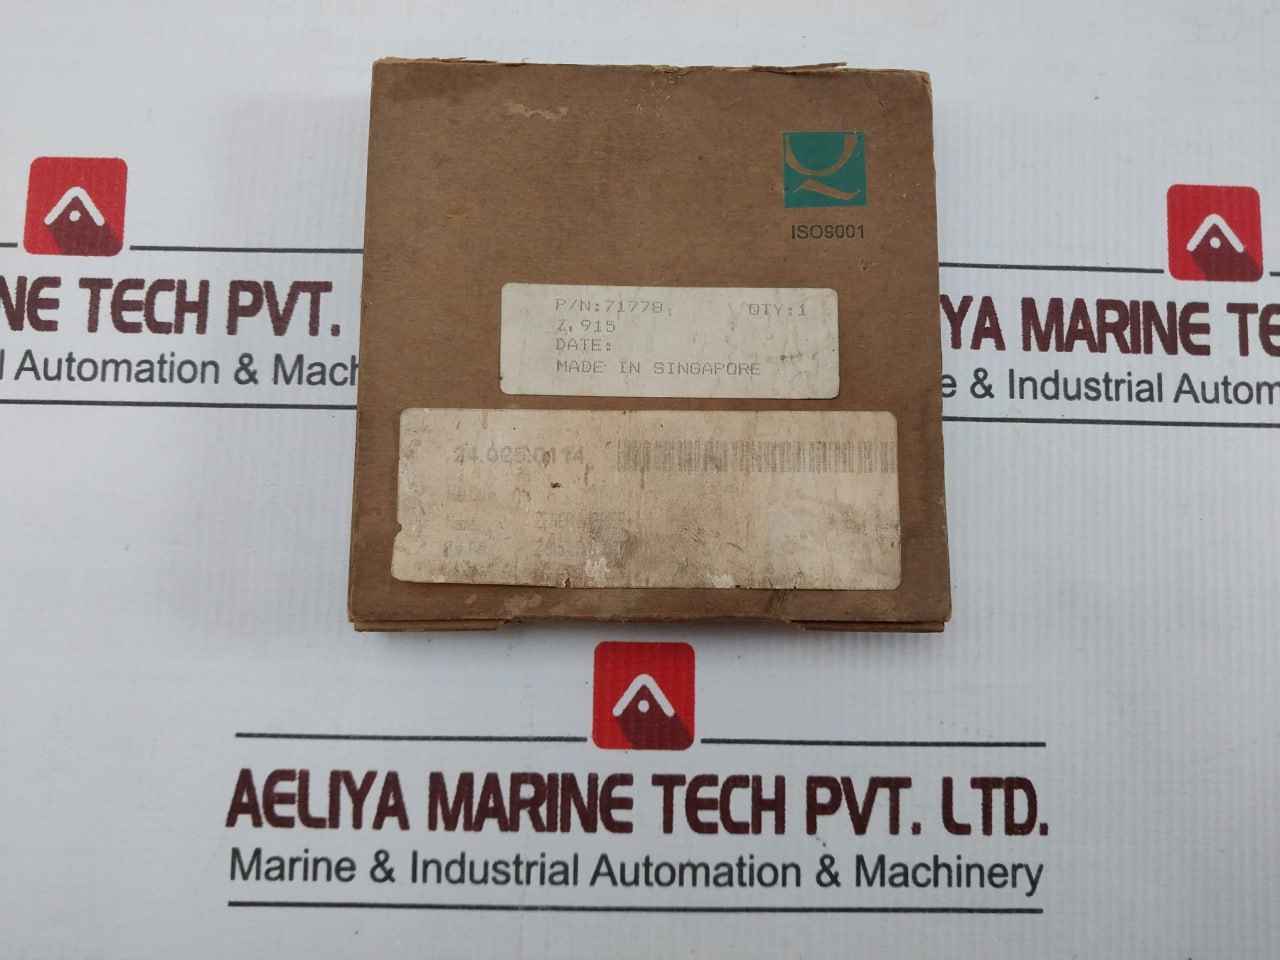 ISO9001
P/N:71778 QTY:1
Z.915
DATE:
MADE IN SINGAPORE
NE TECH PVT.
l Automation & Mach
YA MARINE TE
e & Industrial Autom
AELIYA MARINE TECH PVT. LTD.
Marine & Industrial Automation & Machinery